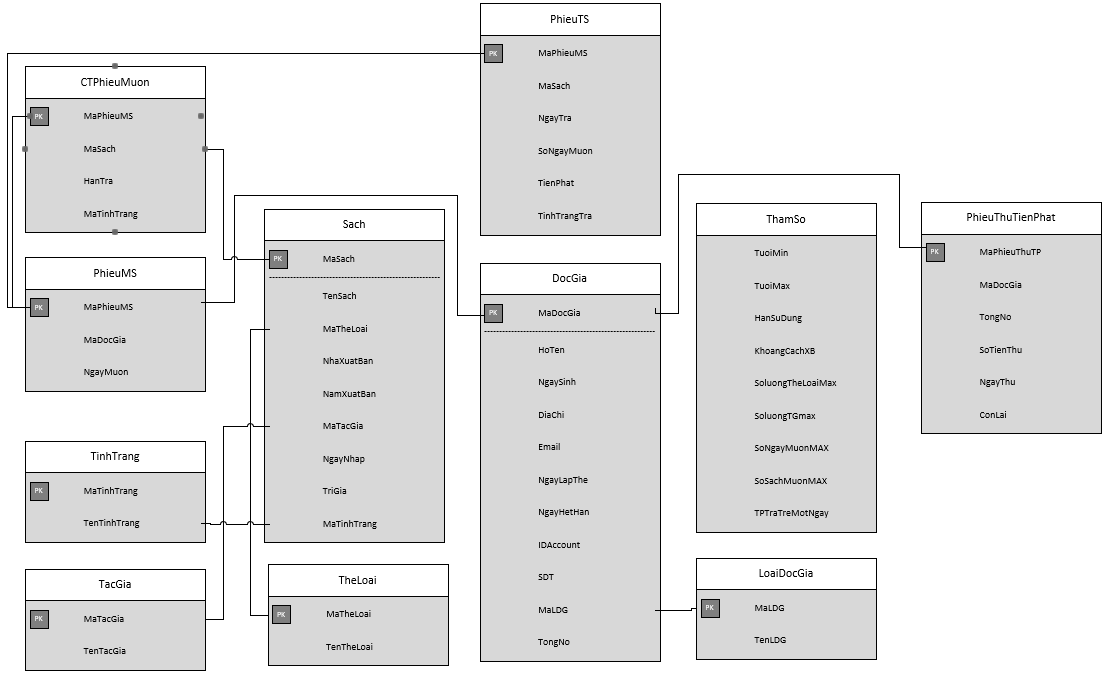 PhieuTS
PK MaPhieuMS
MaSach
NgayTra
SoNgayMuon
TienPhat
TinhTrangTra
CTPhieuMuon
PK MaPhieuMS
MaSach
HanTra
MaTinhTrang
PhieuMS
PK MaPhieuMS
MaDocGia
NgayMuon
TinhTrang
PK MaTinhTrang
TenTinhTrang
TacGia
PK MaTacGia
TenTacGia
Sach
PK MaSach
TenSach
MaTheLoai
NhaXuatBan
NamXuatBan
MaTacGia
NgayNhap
TriGia
MaTinhTrang
TheLoai
PK MaTheLoai
TenTheLoai
DocGia
PK MaDocGia
HoTen
NgaySinh
DiaChi
Email
NgayLapThe
NgayHetHan
IDAccount
SDT
MaLDG
TongNo
ThamSo
TuoiMin
TuoiMax
HanSuDung
KhoangCachXB
SoluongTheLoaiMax
SoluongTGmax
SoNgayMuonMAX
SoSachMuonMAX
TPTraTreMotNgay
LoaiDocGia
PK MaLDG
TenLDG
PhieuThuTienPhat
PK MaPhieuThuTP
MaDocGia
TongNo
SoTienThu
NgayThu
ConLai